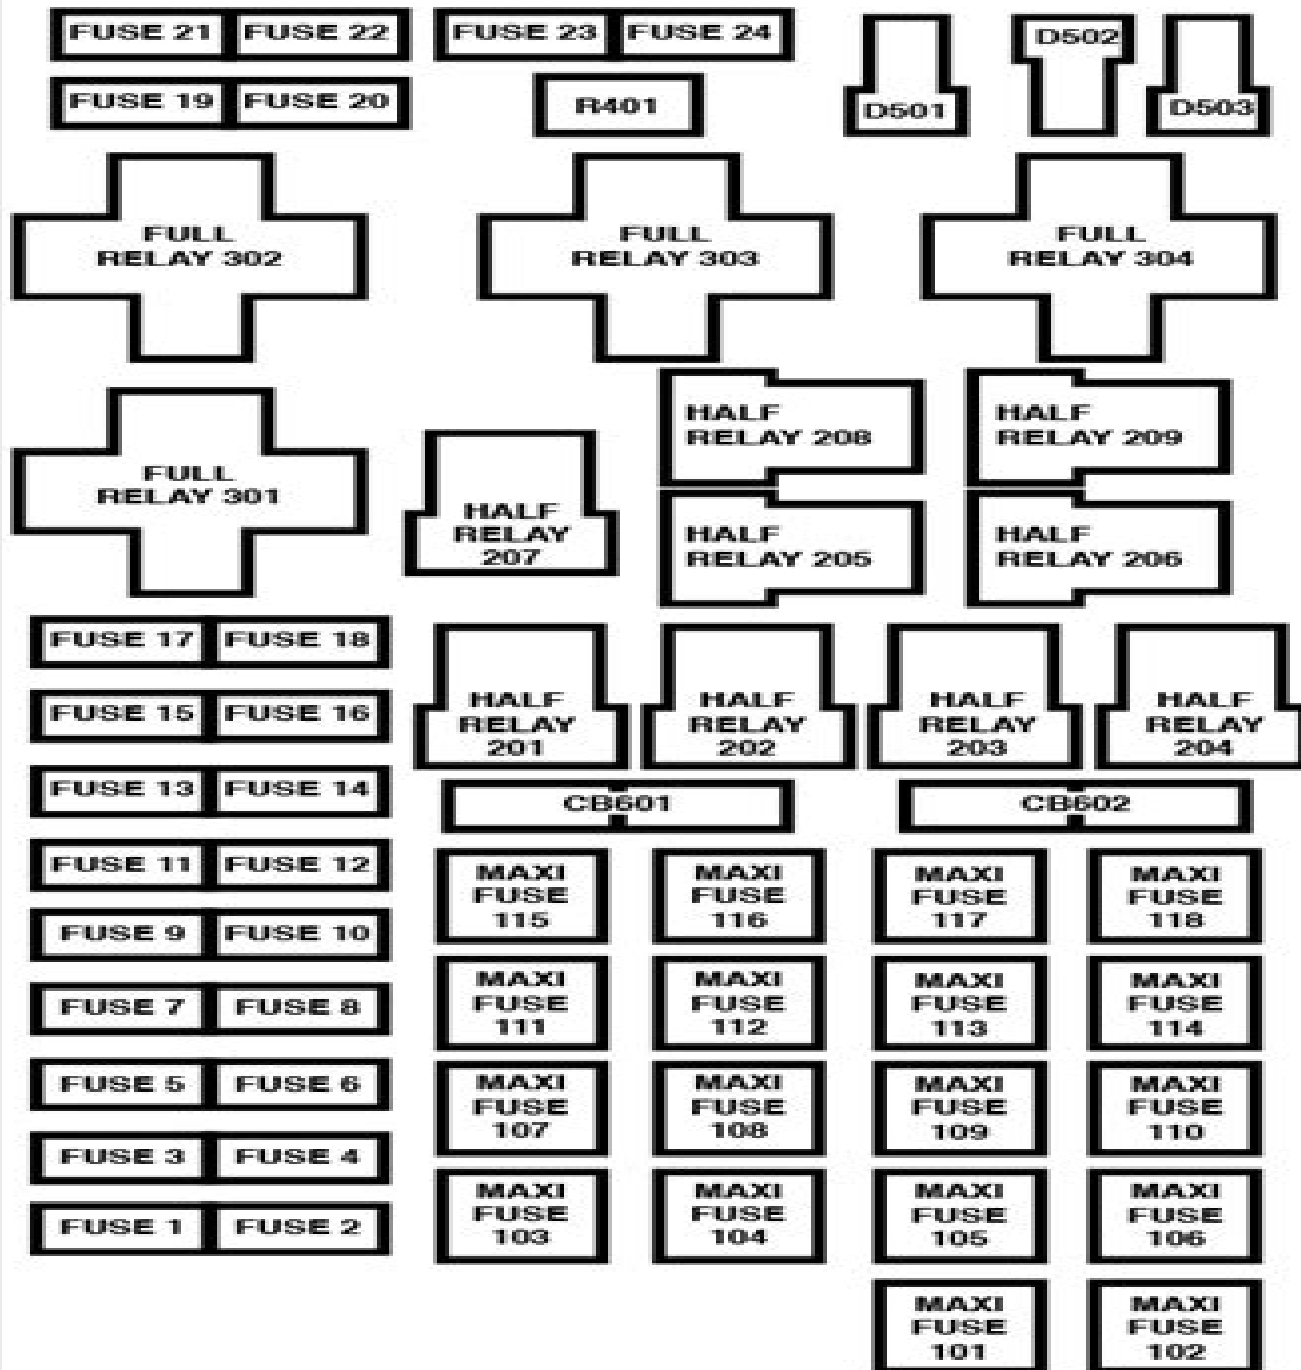 FUSE 21 FUSE 22 FUSE 23 FUSE 24
D502
FUSE 19 FUSE 20 R401 D501 D503
FULL
RELAY 302
FULL
RELAY 303
FULL
RELAY 304
FULL
RELAY 301
HALF
RELAY
207
HALF
RELAY 208
HALF
RELAY 209
HALF
RELAY 205
HALF
RELAY 206
FUSE 17 FUSE 18
FUSE 15 FUSE 16
FUSE 13 FUSE 14
FUSE 11 FUSE 12
FUSE 9 FUSE 10
FUSE 7 FUSE 8
FUSE 5 FUSE 6
FUSE 3 FUSE 4
FUSE 1 FUSE 2
HALF
RELAY
201
HALF
RELAY
202
HALF
RELAY
203
HALF
RELAY
204
CB601 CB602
MAXI
FUSE
115
MAXI
FUSE
116
MAXI
FUSE
117
MAXI
FUSE
118
MAXI
FUSE
111
MAXI
FUSE
112
MAXI
FUSE
113
MAXI
FUSE
114
MAXI
FUSE
107
MAXI
FUSE
108
MAXI
FUSE
109
MAXI
FUSE
110
MAXI
FUSE
103
MAXI
FUSE
104
MAXI
FUSE
105
MAXI
FUSE
106
MAXI
FUSE
101
MAXI
FUSE
102